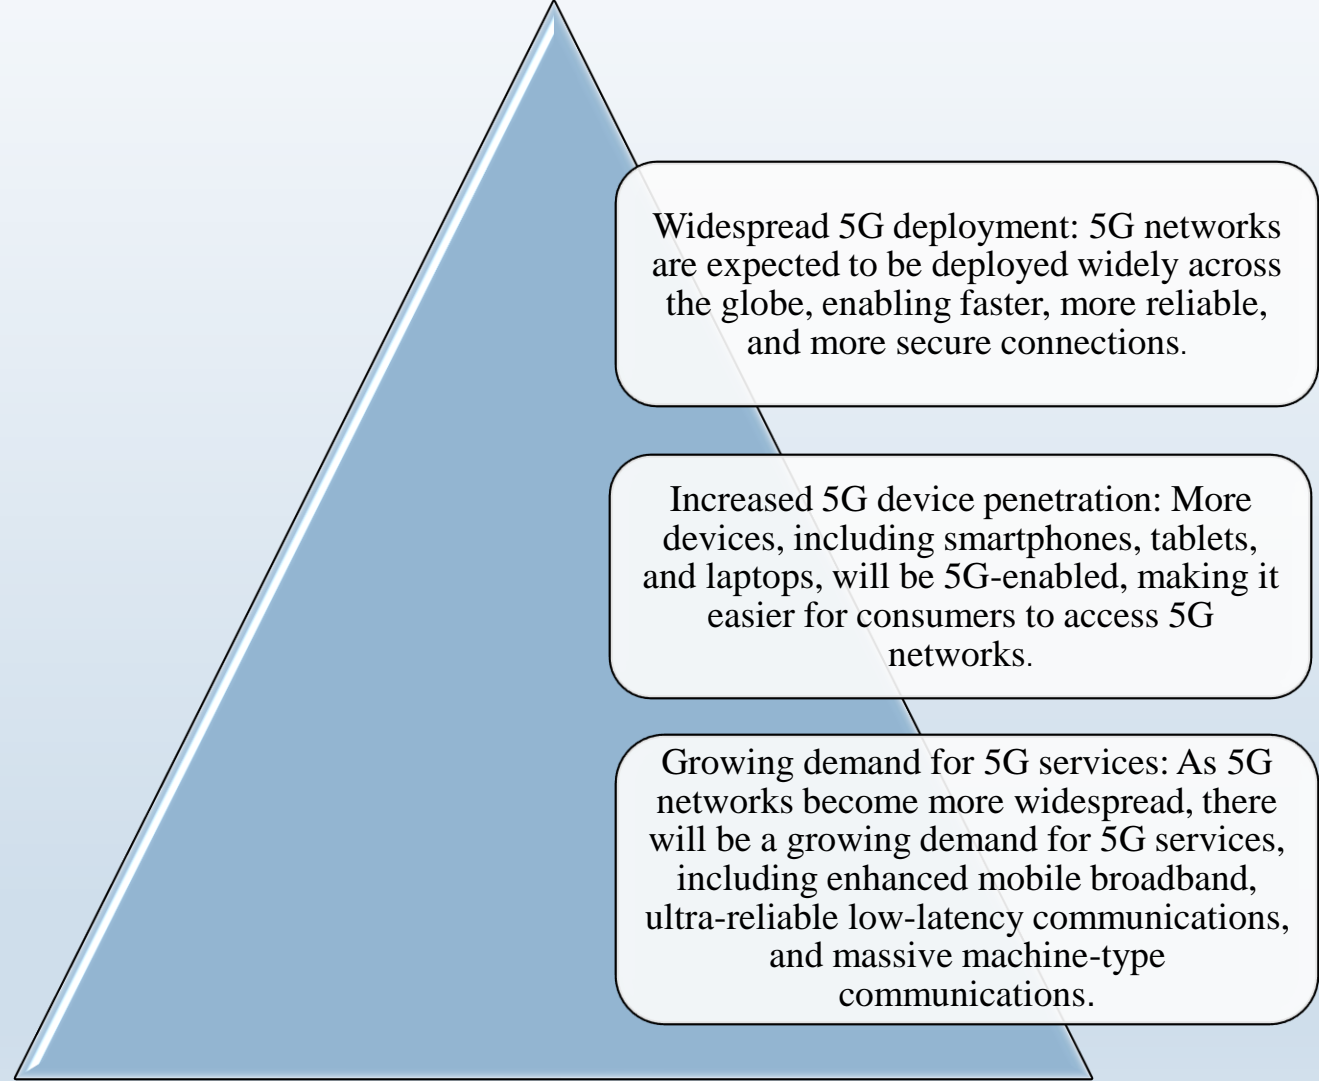 Widespread 5G deployment: 5G networks
are expected to be deployed widely across
the globe, enabling faster, more reliable,
and more secure connections.
Increased 5G device penetration: More
devices, including smartphones, tablets,
and laptops, will be 5G-enabled, making it
easier for consumers to access 5G
networks.
Growing demand for 5G services: As 5G
networks become more widespread, there
will be a growing demand for 5G services,
including enhanced mobile broadband,
ultra-reliable low-latency communications,
and massive machine-type
communications.